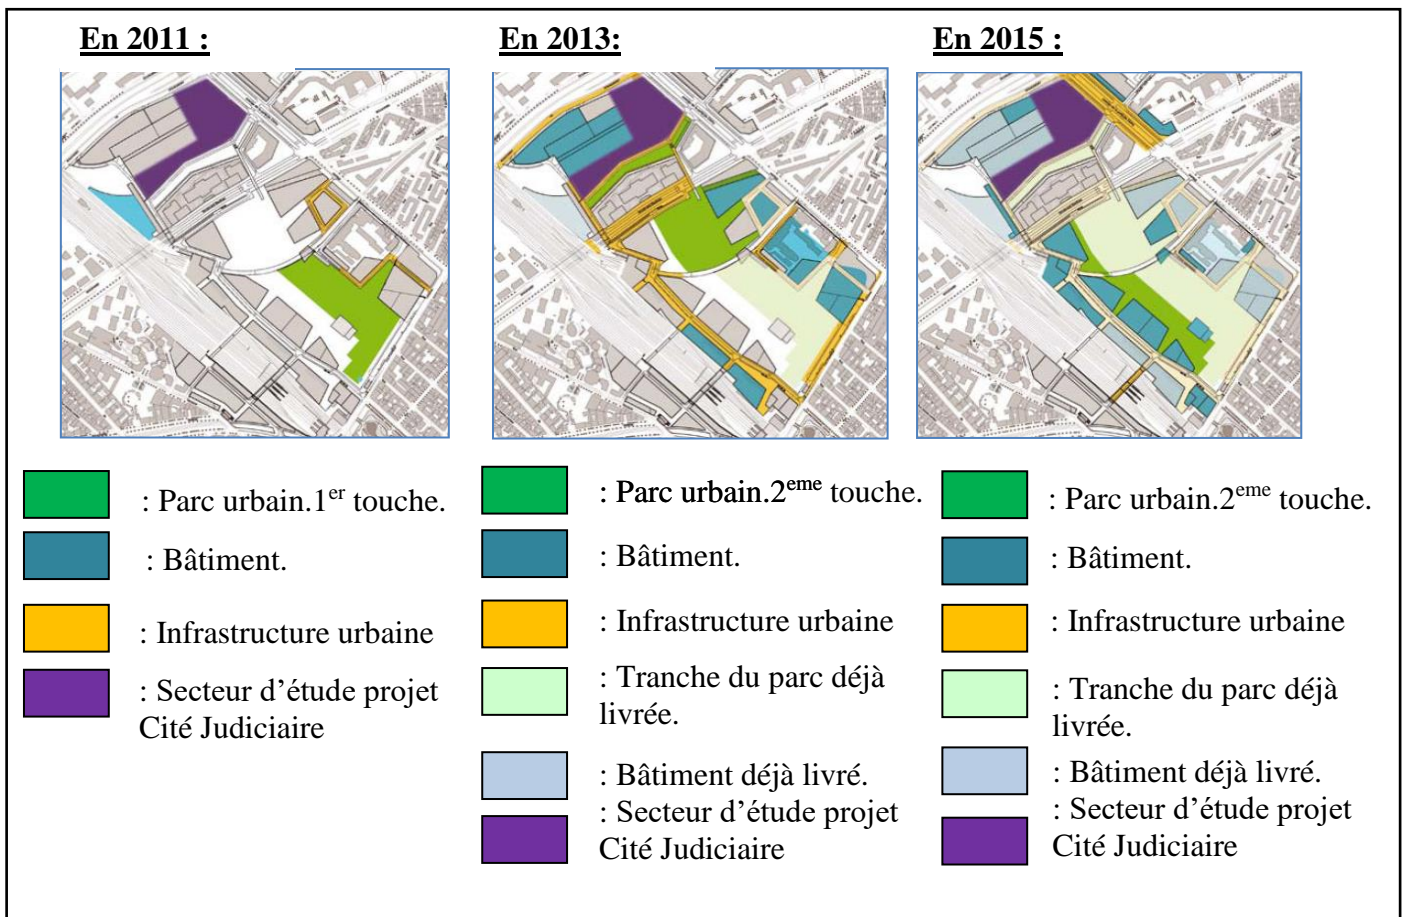 En 2011 :
: Parc urbain.1er touche.
: Bâtiment.
: Infrastructure urbaine
: Secteur d’étude projet
Cité Judiciaire
En 2013:
: Parc urbain.2eme touche.
: Bâtiment.
: Infrastructure urbaine
: Tranche du parc déjà
livrée.
: Bâtiment déjà livré.
: Secteur d’étude projet
Cité Judiciaire
En 2015 :
: Parc urbain.2eme touche.
: Bâtiment.
: Infrastructure urbaine
: Tranche du parc déjà
livrée.
: Bâtiment déjà livré.
: Secteur d’étude projet
Cité Judiciaire